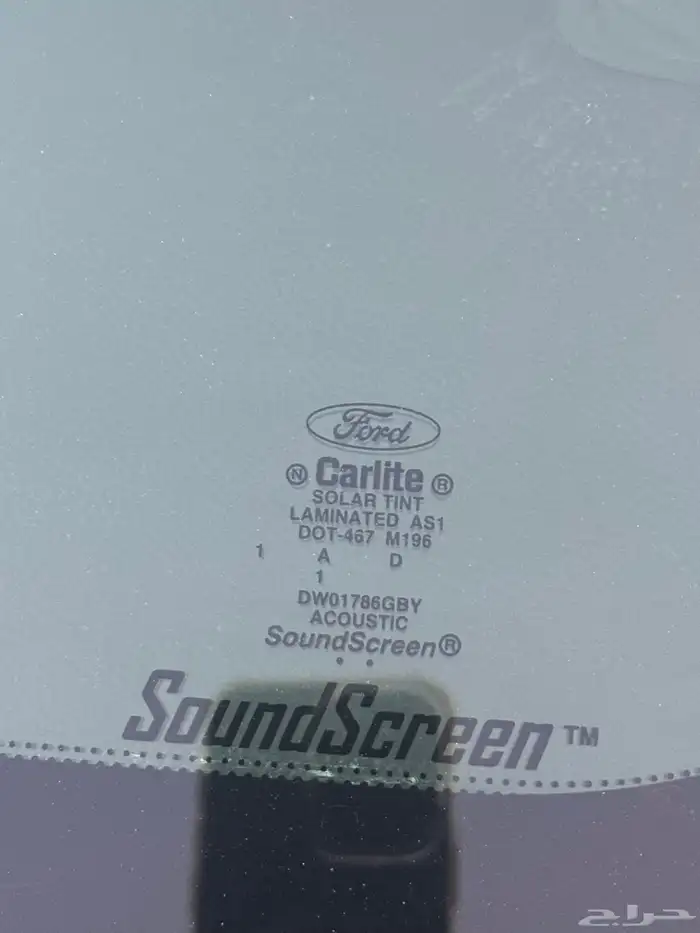 Ford
Ⓝ Carlite ®
SOLAR TINT
LAMINATED AS1
DOT-467 M196
1 A D
1
DW01786GBY
ACOUSTIC
SoundScreen®
SoundScreen™
حراج